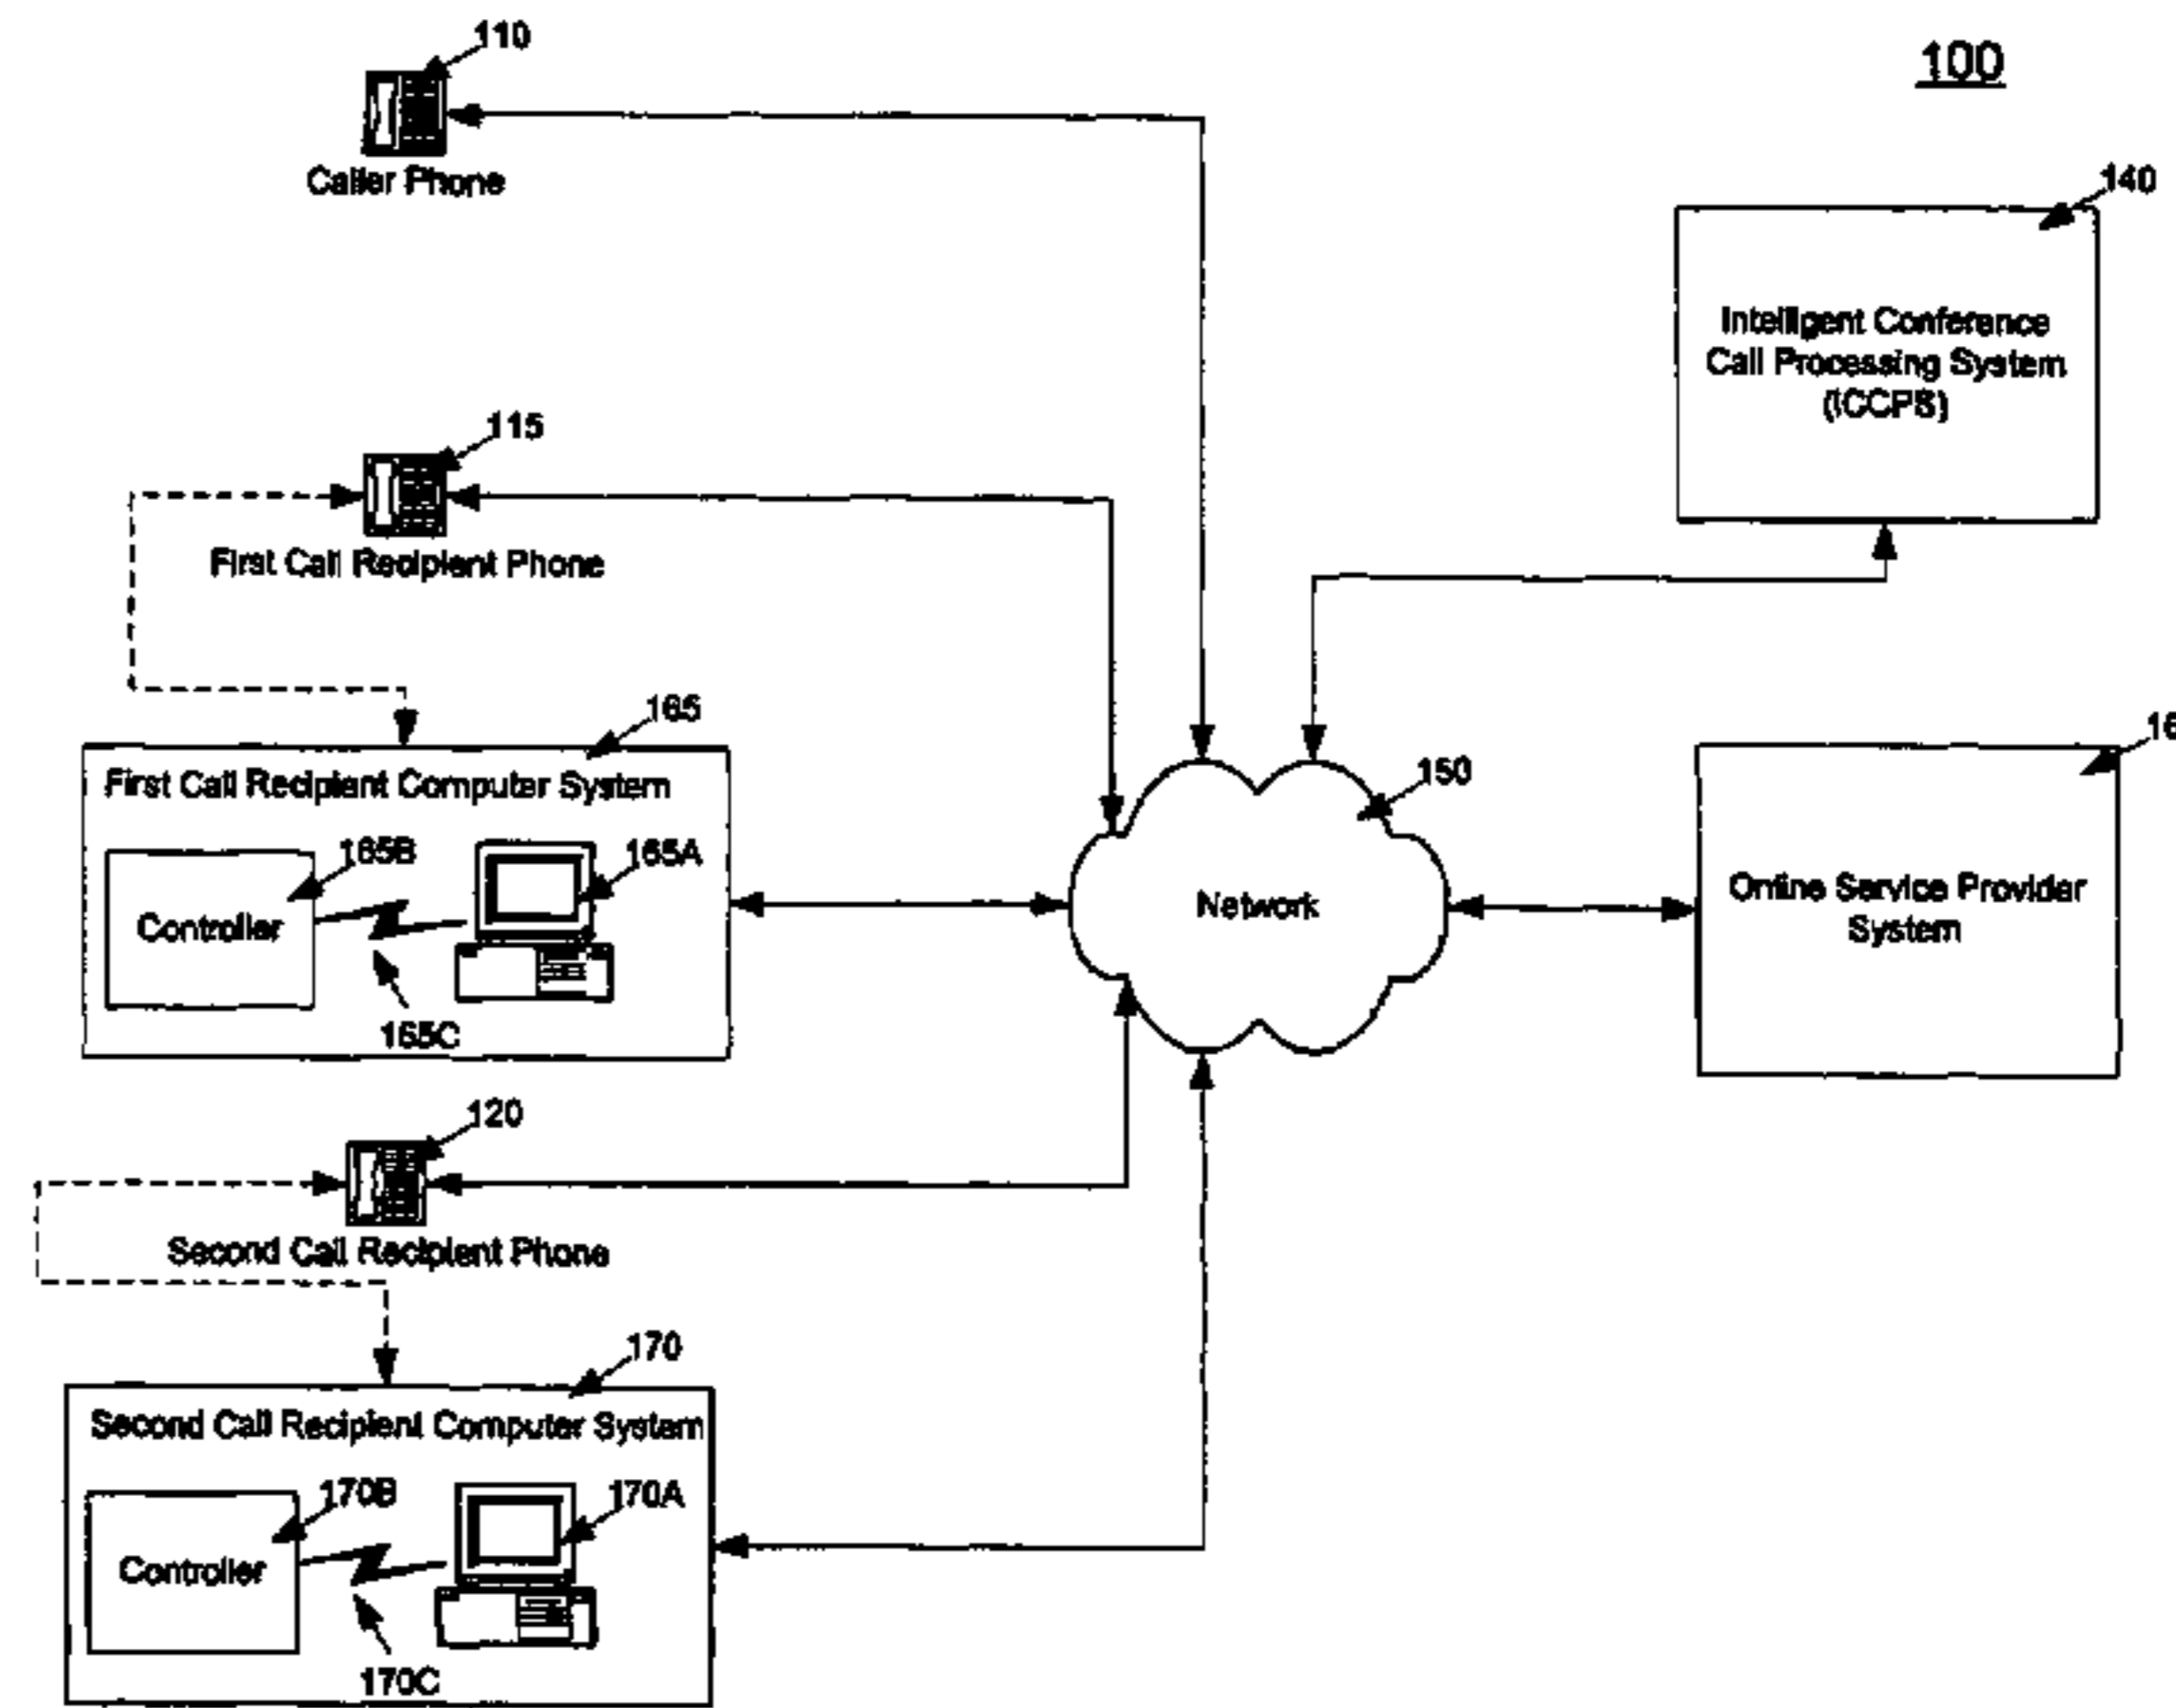 110
100
Caller Phone
140
Intelligent Conference
Call Processing System
(ICCPS)
115
First Call Recipient Phone
165
First Call Recipient Computer System
165B
165A
Controller
165C
150
Network
16
Online Service Provider
System
120
Second Call Recipient Phone
170
Second Call Recipient Computer System
170B
170A
Controller
170C